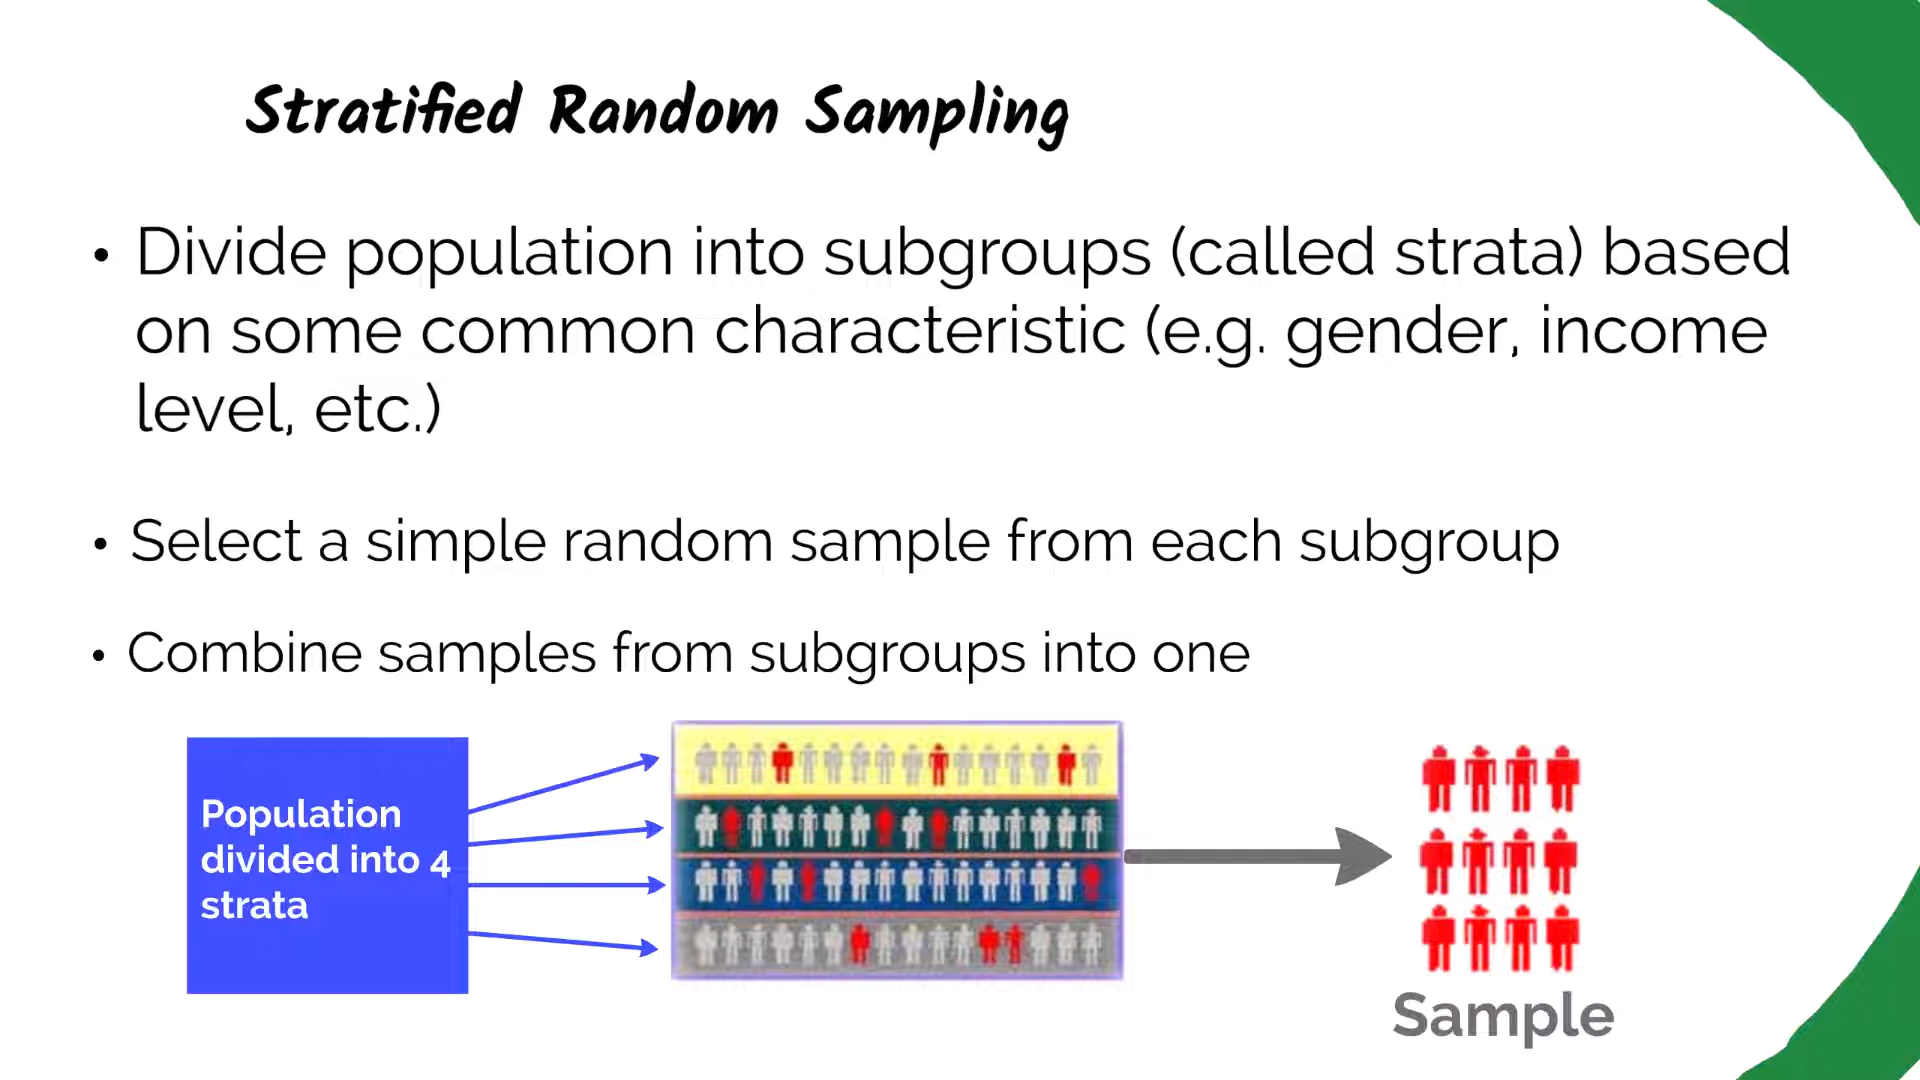 Stratified Random Sampling
• Divide population into subgroups (called strata) based
on some common characteristic (e.g. gender, income
level, etc.)
• Select a simple random sample from each subgroup
• Combine samples from subgroups into one
Population
divided into 4
strata
Sample